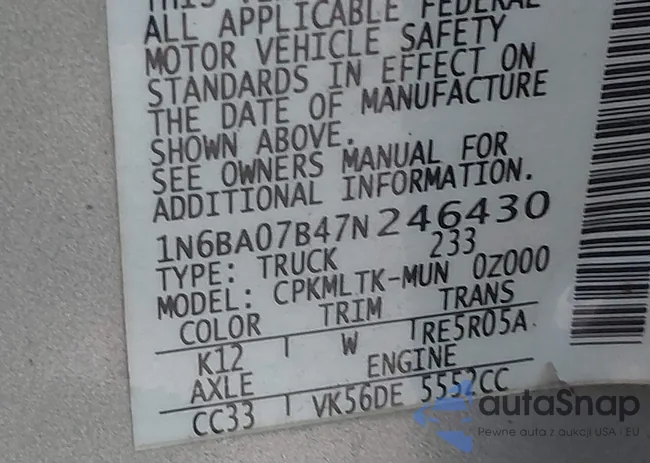 ALL APPLICABLE FEDERAL
MOTOR VEHICLE SAFETY
STANDARDS IN EFFECT ON
THE DATE OF MANUFACTURE
SHOWN ABOVE.
SEE OWNERS MANUAL FOR
ADDITIONAL INFORMATION.
1N6BA07B47N246430
TYPE: TRUCK 233
MODEL: CPKMLTK-MUN 0Z000
COLOR TRIM TRANS
K12 W RE5R05A
AXLE ENGINE
CC33 VK56DE 5552CC
autaSnap
Pewne auta z aukcji USA i EU